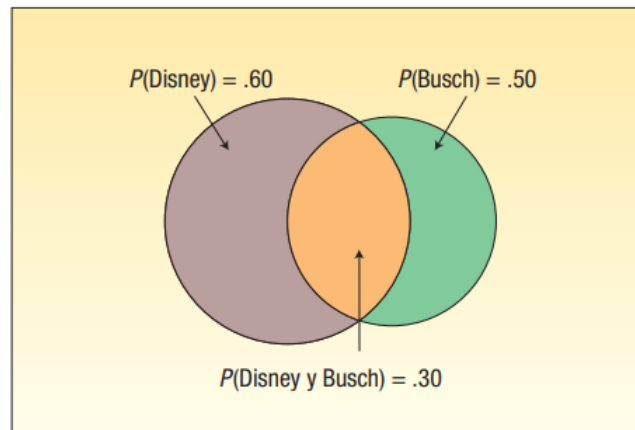 P(Disney) = .60
P(Busch) = .50
P(Disney y Busch) = .30